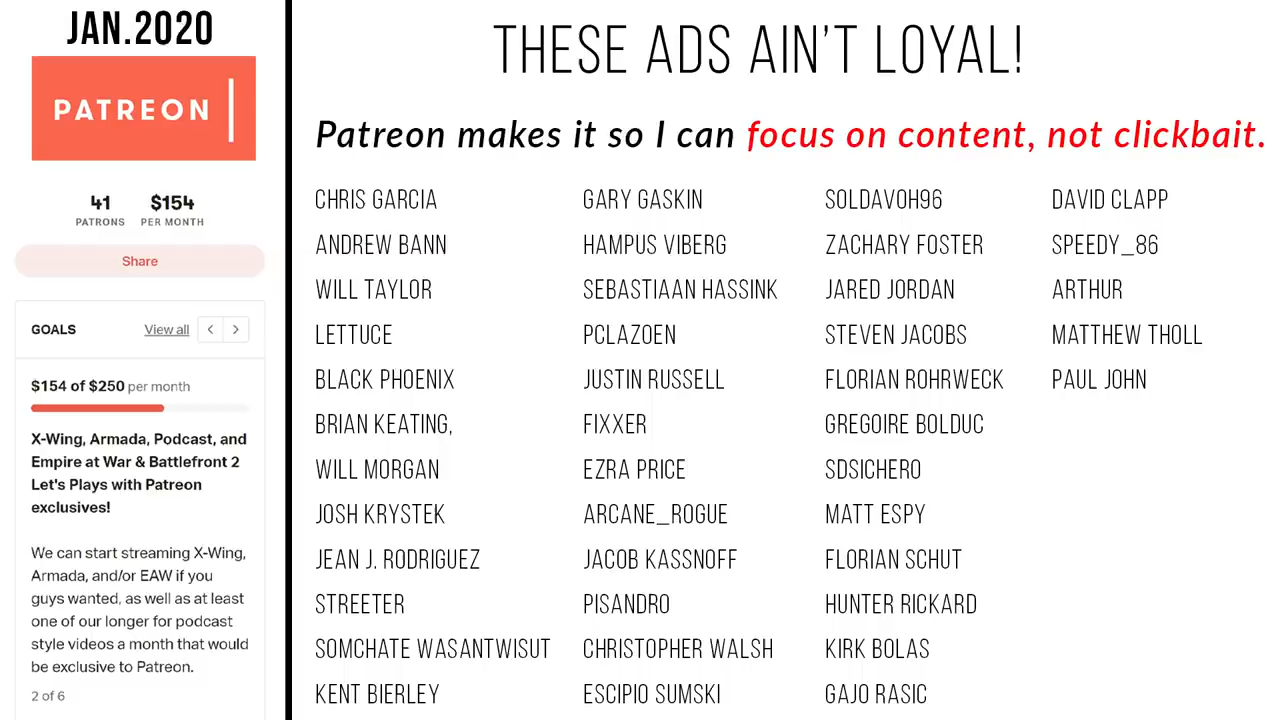 JAN.2020
PATREON
41 $154
PATRONS PER MONTH
Share
GOALS View all
$154 of $250 per month
X-Wing, Armada, Podcast, and
Empire at War & Battlefront 2
Let's Plays with Patreon
exclusives!
We can start streaming X-Wing,
Armada, and/or EAW if you
guys wanted, as well as at least
one of our longer for podcast
style videos a month that would
be exclusive to Patreon.
2 of 6
THESE ADS AIN'T LOYAL!
Patreon makes it so I can focus on content, not clickbait.
CHRIS GARCIA
ANDREW BANN
WILL TAYLOR
LETTUCE
BLACK PHOENIX
BRIAN KEATING,
WILL MORGAN
JOSH KRYSTEK
JEAN J. RODRIGUEZ
STREETER
SOMCHATE WASANTWISUT
KENT BIERLEY
GARY GASKIN
HAMPUS VIBERG
SEBASTIAAN HASSINK
PCLAZOEN
JUSTIN RUSSELL
FIXXER
EZRA PRICE
ARCANE_ROGUE
JACOB KASSNOFF
PISANDRO
CHRISTOPHER WALSH
ESCIPIO SUMSKI
SOLDAVOH96
ZACHARY FOSTER
JARED JORDAN
STEVEN JACOBS
FLORIAN ROHRWECK
GREGOIRE BOLDUC
SDSICHERO
MATT ESPY
FLORIAN SCHUT
HUNTER RICKARD
KIRK BOLAS
GAJO RASIC
DAVID CLAPP
SPEEDY_86
ARTHUR
MATTHEW THOLL
PAUL JOHN